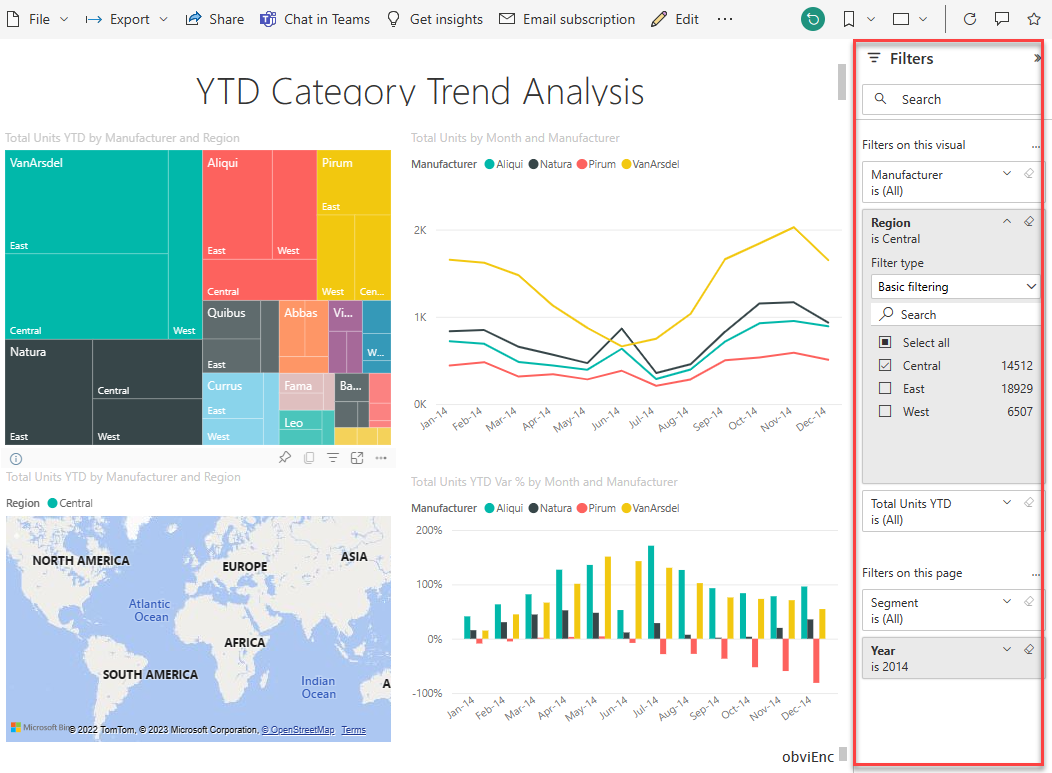 File
Export
Share
Chat in Teams
Get insights
Email subscription
Edit
YTD Category Trend Analysis
Total Units YTD by Manufacturer and Region
VanArsdel
East
Central
West
Aliqui
East
West
Central
Pirum
East
West
Cen...
Natura
Central
East
West
Quibus
East
Abbas
Vi...
W...
Currus
East
West
Fama
Ba...
Leo
Total Units by Month and Manufacturer
Manufacturer Aliqui Natura Pirum VanArsdel
2K
1K
0K
Jan-14 Feb-14 Mar-14 Apr-14 May-14 Jun-14 Jul-14 Aug-14 Sep-14 Oct-14 Nov-14 Dec-14
Total Units YTD by Manufacturer and Region
Region Central
NORTH AMERICA
EUROPE
ASIA
Atlantic
Ocean
AFRICA
SOUTH AMERICA
Indian
Ocean
A
Microsoft Bin
© 2022 TomTom, © 2023 Microsoft Corporation, © OpenStreetMap Terms
Total Units YTD Var % by Month and Manufacturer
Manufacturer Aliqui Natura Pirum VanArsdel
200%
100%
0%
-100%
Jan-14 Feb-14 Mar-14 Apr-14 May-14 Jun-14 Jul-14 Aug-14 Sep-14 Oct-14 Nov-14 Dec-14
obviEnc
Filters
Search
Filters on this visual
Manufacturer
is (All)
Region
is Central
Filter type
Basic filtering
Search
Select all
Central 14512
East 18929
West 6507
Total Units YTD
is (All)
Filters on this page
Segment
is (All)
Year
is 2014